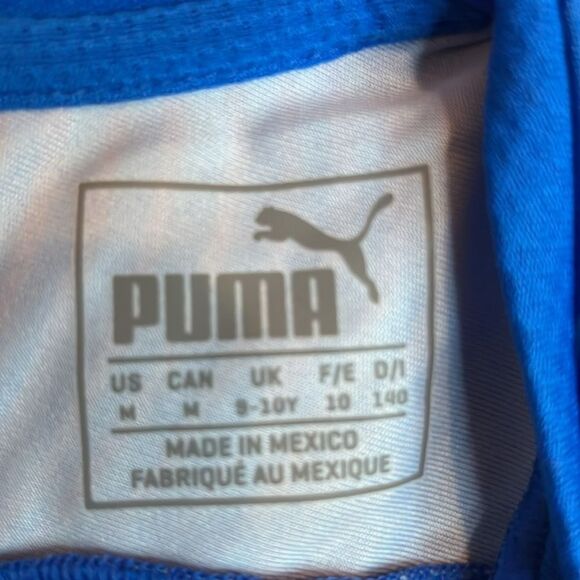 PUMA
US CAN UK F/E D/I
M M 9-10Y 10 140
MADE IN MEXICO
FABRIQUÉ AU MEXIQUE